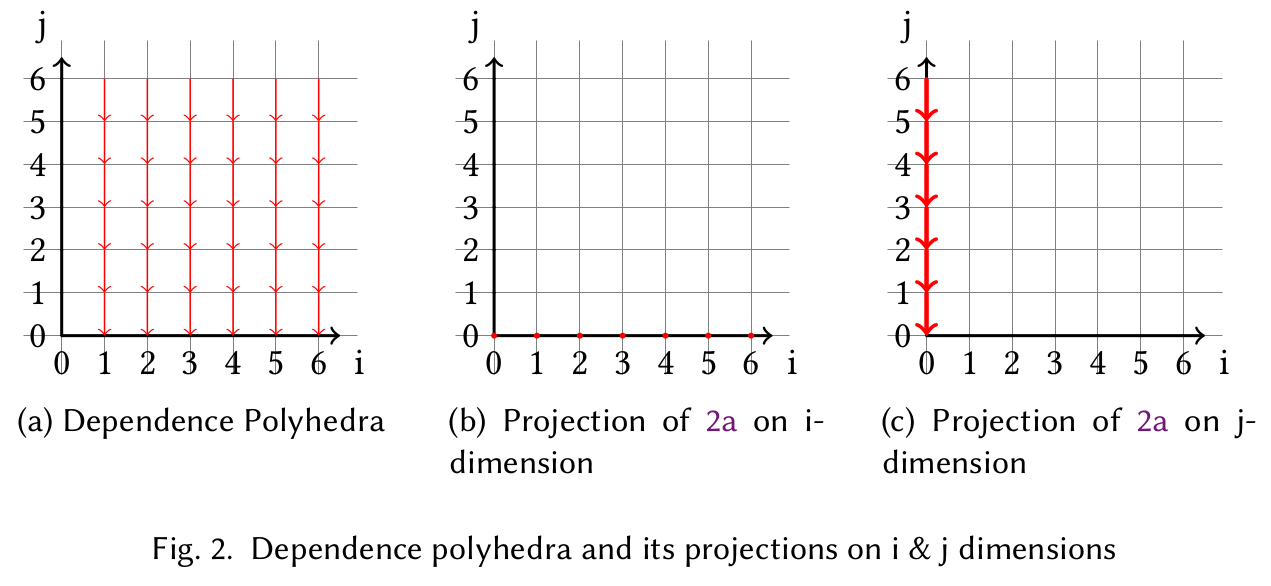 j
6
5
4
3
2
1
0
0 1 2 3 4 5 6 i
(a) Dependence Polyhedra
j
6
5
4
3
2
1
0
0 1 2 3 4 5 6 i
(b) Projection of 2a on i-
dimension
j
6
5
4
3
2
1
0
0 1 2 3 4 5 6 i
(c) Projection of 2a on j-
dimension
Fig. 2. Dependence polyhedra and its projections on i & j dimensions